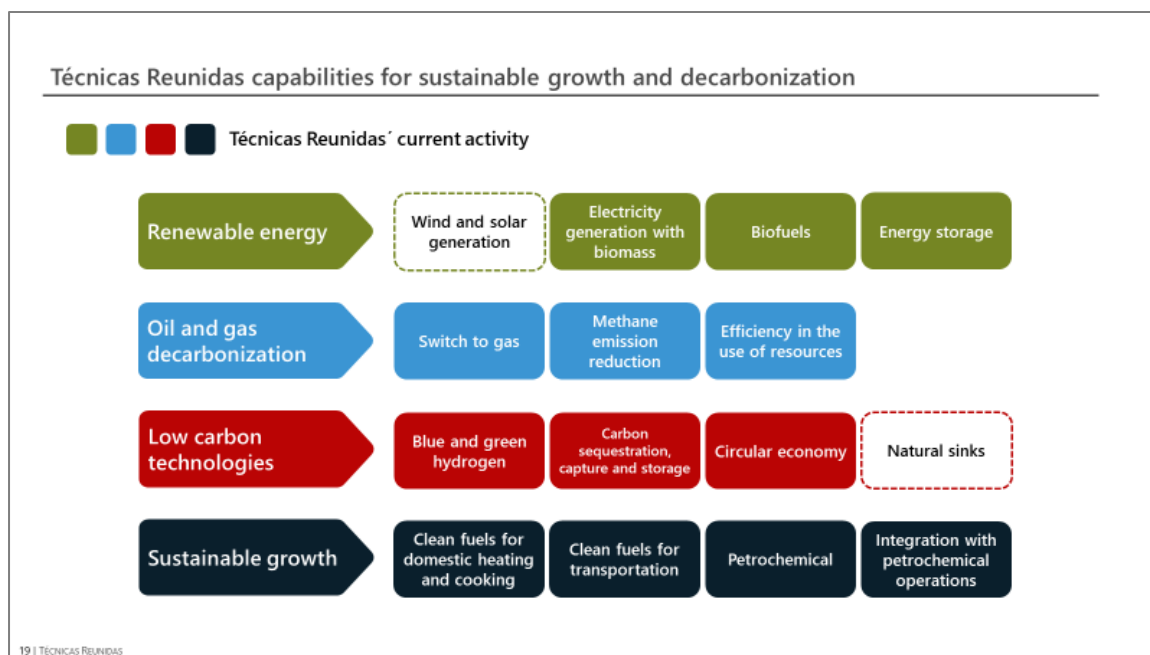 Técnicas Reunidas capabilities for sustainable growth and decarbonization
Técnicas Reunidas´ current activity
Renewable energy
Wind and solar
generation
Electricity
generation with
biomass
Biofuels
Energy storage
Oil and gas
decarbonization
Switch to gas
Methane
emission
reduction
Efficiency in the
use of resources
Low carbon
technologies
Blue and green
hydrogen
Carbon
sequestration,
capture and storage
Circular economy
Natural sinks
Sustainable growth
Clean fuels for
domestic heating
and cooking
Clean fuels for
transportation
Petrochemical
Integration with
petrochemical
operations
19 | TÉCNICAS REUNIDAS